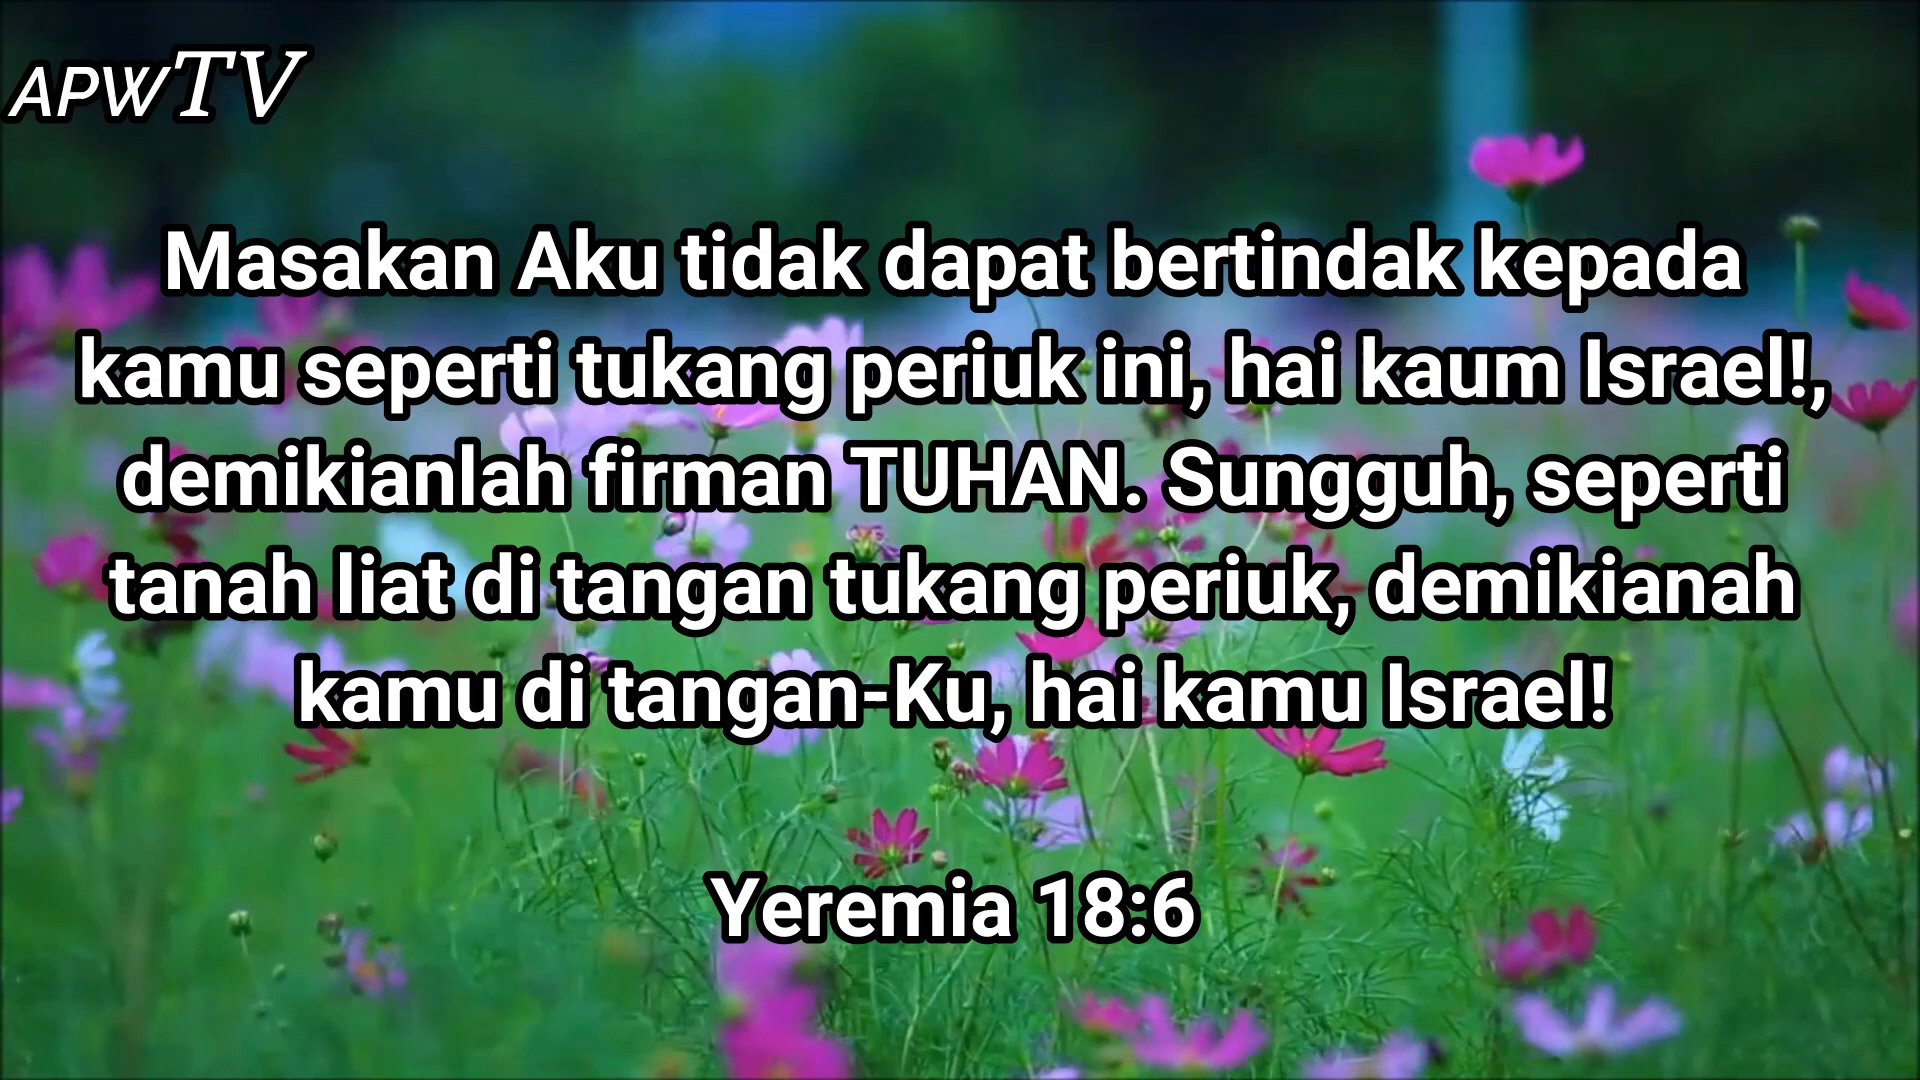 APWTV
Masakan Aku tidak dapat bertindak kepada
kamu seperti tukang periuk ini, hai kaum Israel!,
demikianlah firman TUHAN. Sungguh, seperti
tanah liat di tangan tukang periuk, demikianah
kamu di tangan-Ku, hai kamu Israel!
Yeremia 18:6